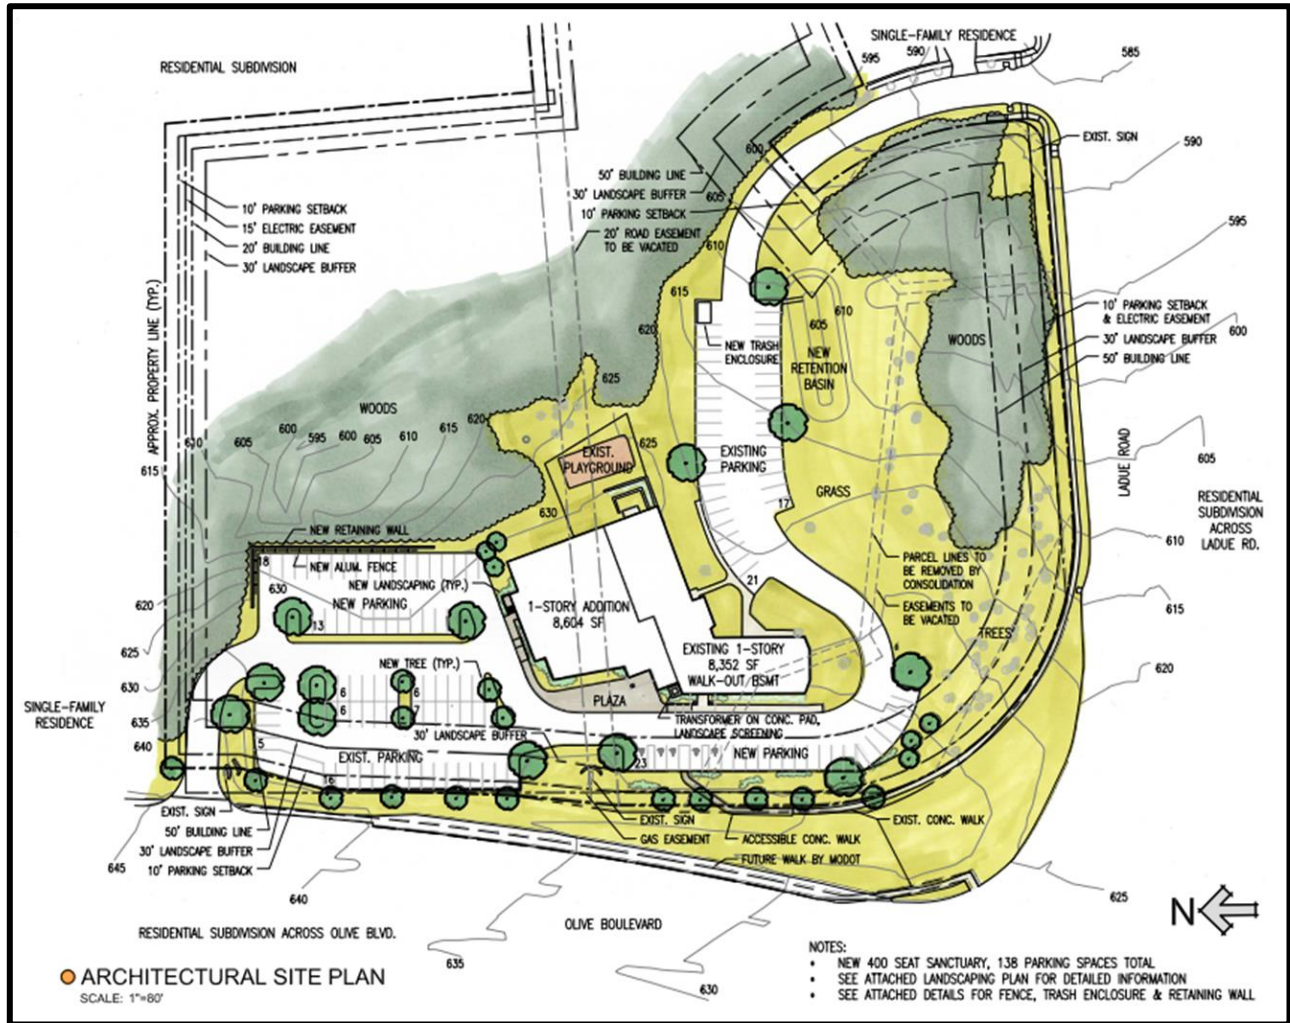 RESIDENTIAL SUBDIVISION
SINGLE-FAMILY RESIDENCE
595
590
585
EXIST. SIGN
590
10' PARKING SETBACK
15' ELECTRIC EASEMENT
20' BUILDING LINE
30' LANDSCAPE BUFFER
50' BUILDING LINE
30' LANDSCAPE BUFFER
10' PARKING SETBACK
20' ROAD EASEMENT
TO BE VACATED
600
605
610
615
620
595
APPROX. PROPERTY LINE (TYP.)
NEW TRASH
ENCLOSURE
605
610
NEW
RETENTION
BASIN
WOODS
10' PARKING SETBACK
& ELECTRIC EASEMENT
30' LANDSCAPE BUFFER
50' BUILDING LINE
600
WOODS
610
605
600
595
600
605
610
615
620
625
615
EXIST.
PLAYGROUND
625
630
EXISTING
PARKING
GRASS
17
LADUE ROAD
605
RESIDENTIAL
SUBDIVISION
ACROSS
LADUE RD.
NEW RETAINING WALL
18
NEW ALUM. FENCE
NEW LANDSCAPING (TYP.)
630
NEW PARKING
13
1-STORY ADDITION
8,604 SF
21
PARCEL LINES TO
BE REMOVED BY
CONSOLIDATION
EASEMENTS TO
BE VACATED
TREES
610
615
620
620
625
630
635
640
SINGLE-FAMILY
RESIDENCE
EXISTING 1-STORY
8,352 SF
WALK-OUT BSMT
NEW TREE (TYP.)
6
6
6
7
PLAZA
TRANSFORMER ON CONC. PAD,
LANDSCAPE SCREENING
30' LANDSCAPE BUFFER
5
EXIST. PARKING
16
23
NEW PARKING
EXIST. SIGN
50' BUILDING LINE
30' LANDSCAPE BUFFER
10' PARKING SETBACK
EXIST. SIGN
GAS EASEMENT
ACCESSIBLE CONC. WALK
EXIST. CONC. WALK
FUTURE WALK BY MODOT
645
640
625
N
RESIDENTIAL SUBDIVISION ACROSS OLIVE BLVD.
OLIVE BOULEVARD
635
630
ARCHITECTURAL SITE PLAN
SCALE: 1"=80'
NOTES:
• NEW 400 SEAT SANCTUARY, 138 PARKING SPACES TOTAL
• SEE ATTACHED LANDSCAPING PLAN FOR DETAILED INFORMATION
• SEE ATTACHED DETAILS FOR FENCE, TRASH ENCLOSURE & RETAINING WALL